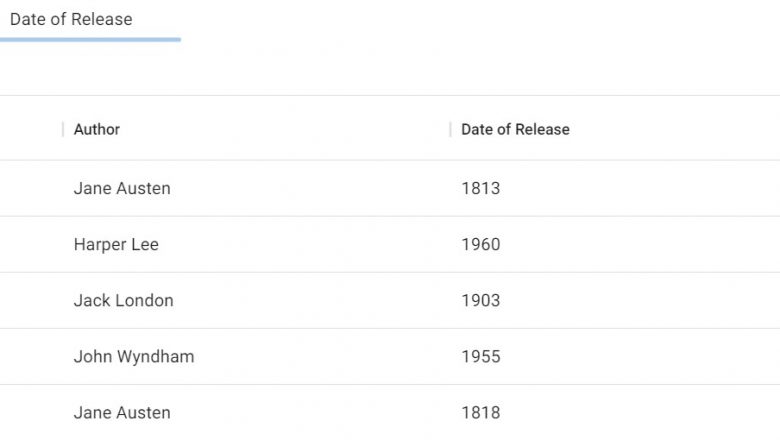 Date of Release
Author Date of Release
Jane Austen 1813
Harper Lee 1960
Jack London 1903
John Wyndham 1955
Jane Austen 1818